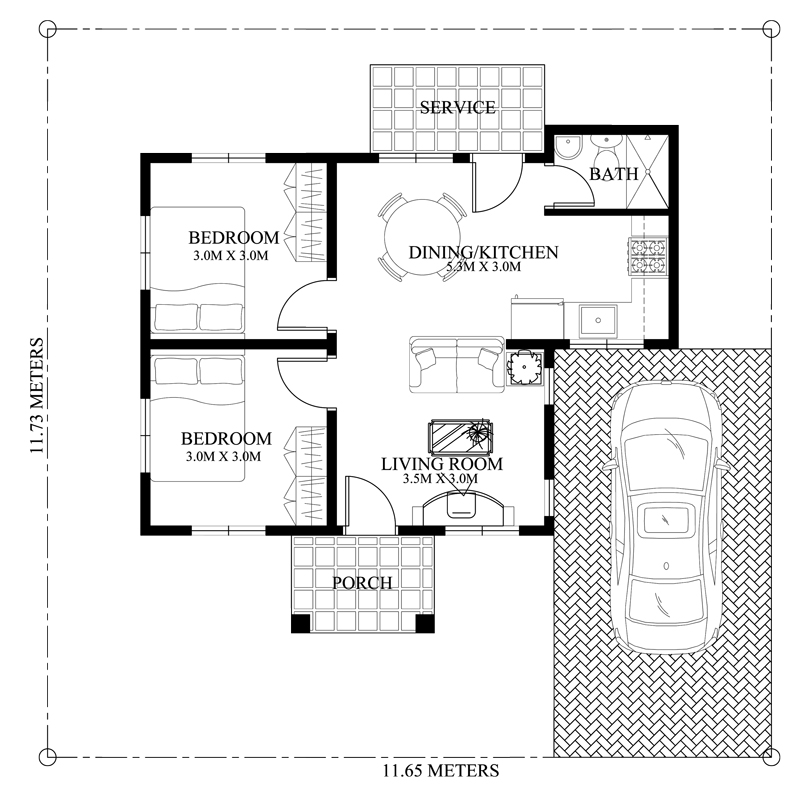 SERVICE
BATH
BEDROOM
3.0M X 3.0M
DINING/KITCHEN
5.3M X 3.0M
11.73 METERS
BEDROOM
3.0M X 3.0M
LIVING ROOM
3.5M X 3.0M
PORCH
11.65 METERS